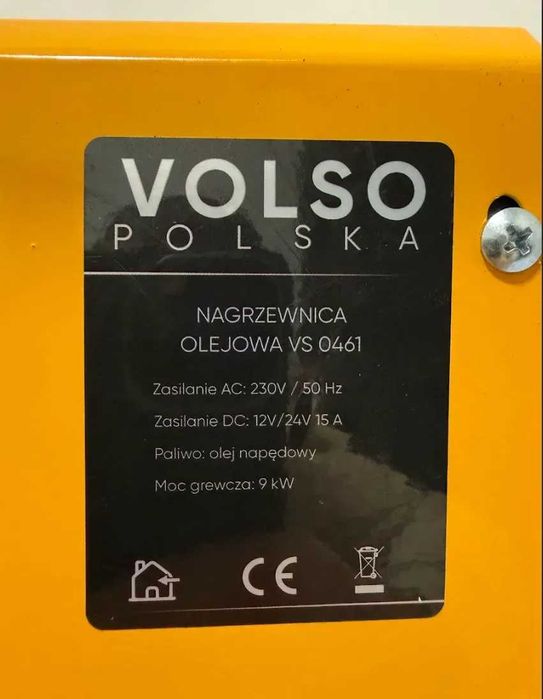 VOLSO
POLSKA
NAGRZEWNICA
OLEJOWA VS 0461
Zasilanie AC: 230V / 50 Hz
Zasilanie DC: 12V/24V 15 A
Paliwo: olej napędowy
Moc grewcza: 9 kW
CE